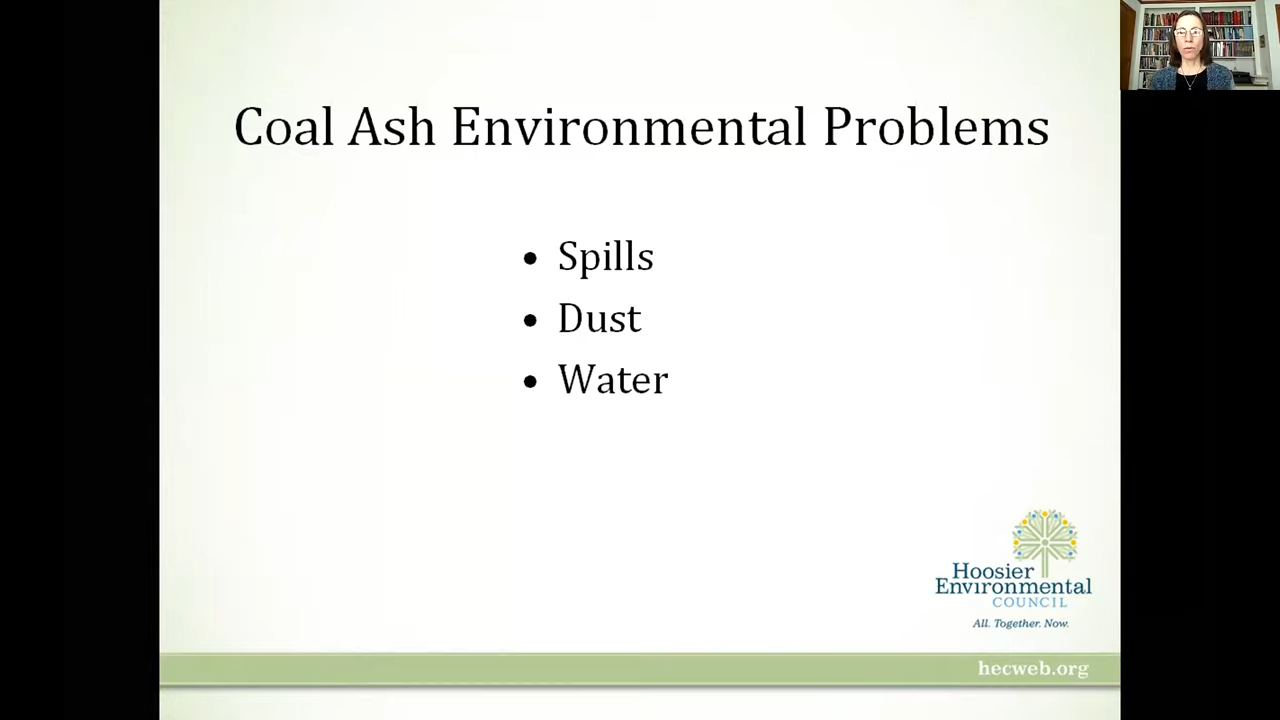 Coal Ash Environmental Problems
• Spills
• Dust
• Water
Hoosier
Environmental
COUNCIL
All. Together. Now.
hecweb.org